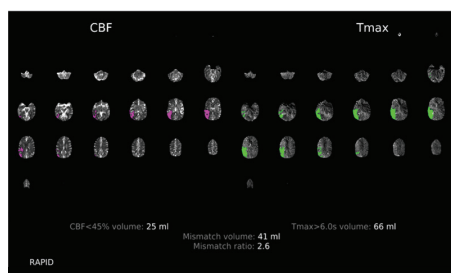 CBF
Tmax
CBF<45% volume: 25 ml
Tmax>6.0s volume: 66 ml
Mismatch volume: 41 ml
Mismatch ratio: 2.6
RAPID